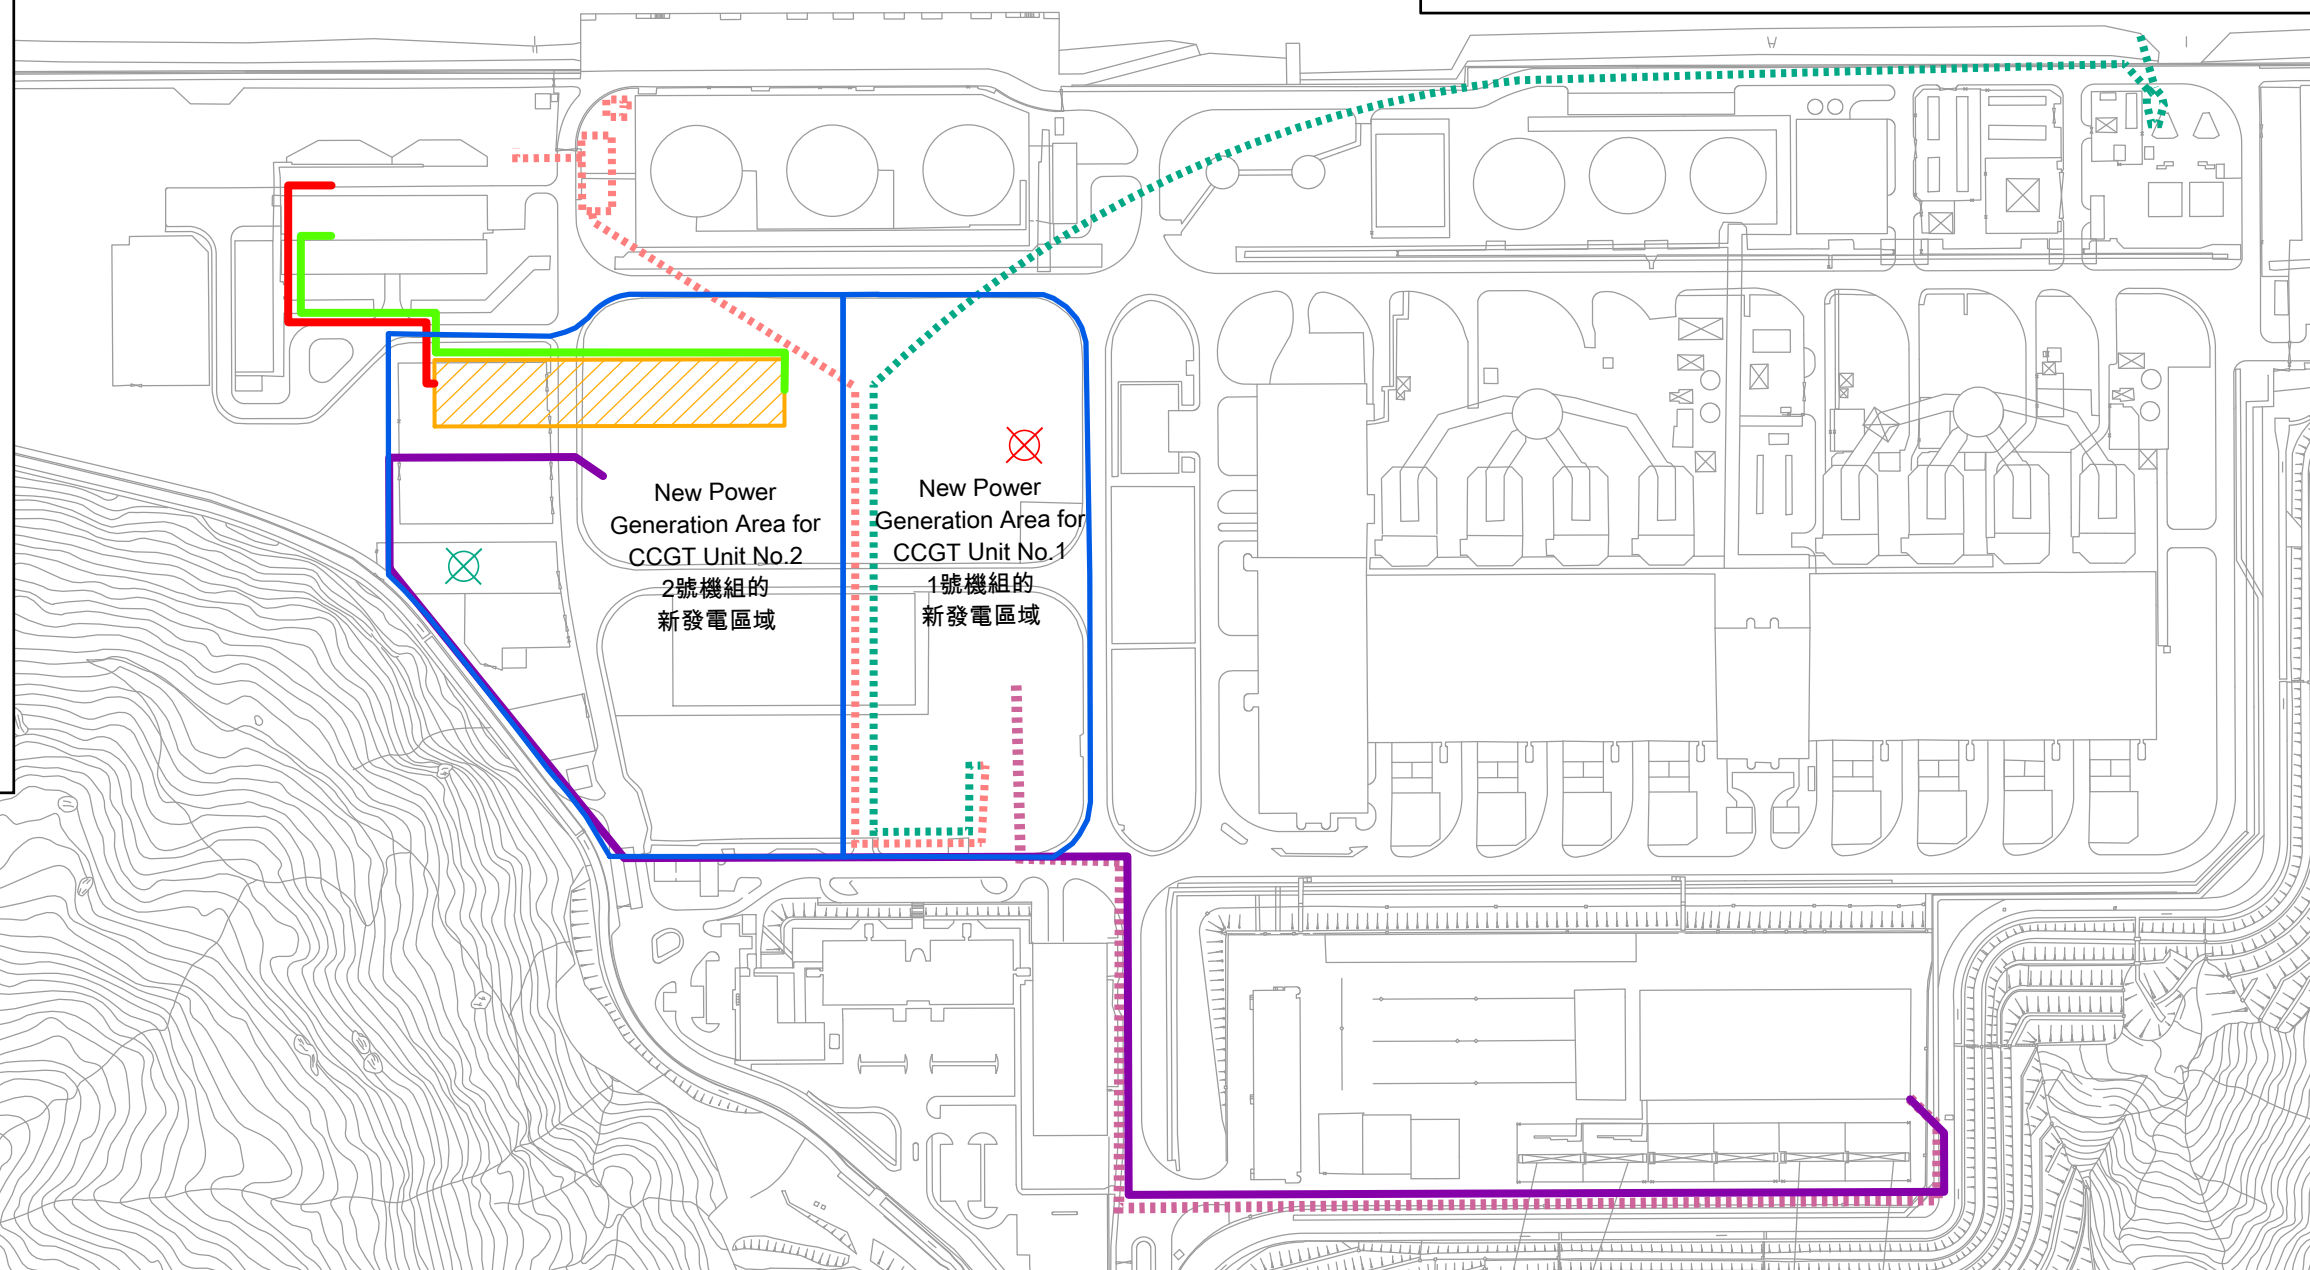 New Power
Generation Area for
CCGT Unit No.2
2號機組的
新發電區域
New Power
Generation Area for
CCGT Unit No.1
1號機組的
新發電區域